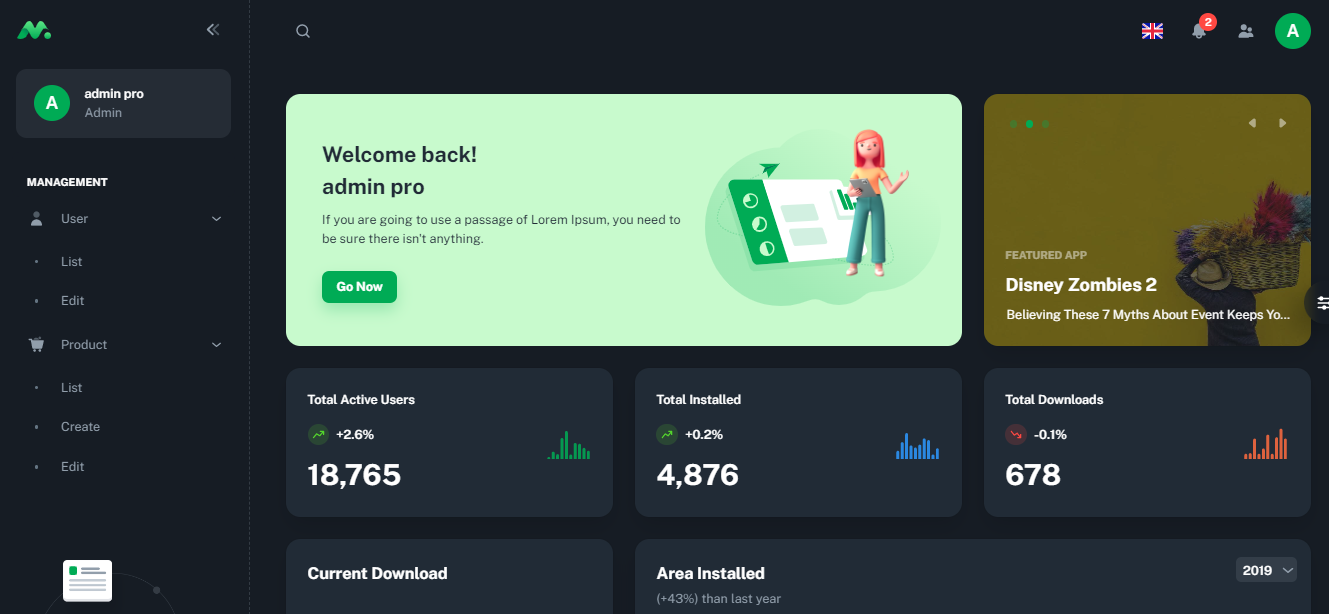 2
A
A
admin pro
Admin
MANAGEMENT
User
List
Edit
Product
List
Create
Edit
Welcome back!
admin pro
If you are going to use a passage of Lorem Ipsum, you need to
be sure there isn't anything.
Go Now
FEATURED APP
Disney Zombies 2
Believing These 7 Myths About Event Keeps Yo...
Total Active Users
+2.6%
18,765
Total Installed
+0.2%
4,876
Total Downloads
-0.1%
678
Current Download
Area Installed
(+43%) than last year
2019